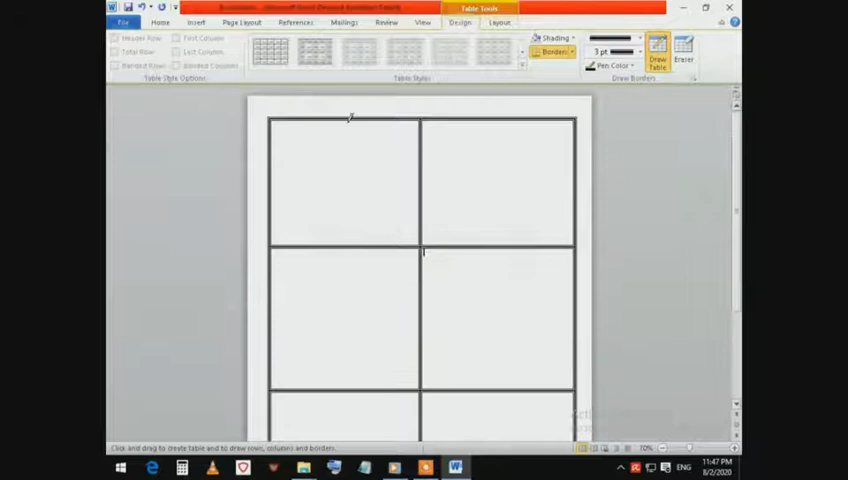 Table Tools
File
Home
Insert
Page Layout
References
Mailings
Review
View
Design
Layout
Header Row
First Column
Total Row
Last Column
Banded Rows
Banded Columns
Table Style Options
Table Styles
Shading
Borders
3 pt
Pen Color
Draw Table
Eraser
Draw Borders
Click and drag to create table and to draw rows, columns and borders.
70%
ENG
11:47 PM
8/2/2020